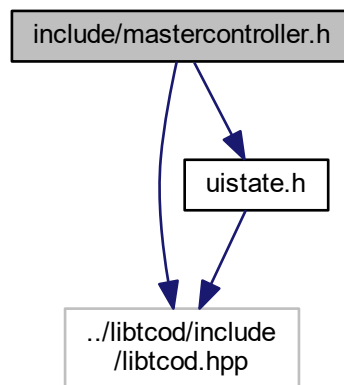 include/mastercontroller.h
uistate.h
../libtcod/include
/libtcod.hpp